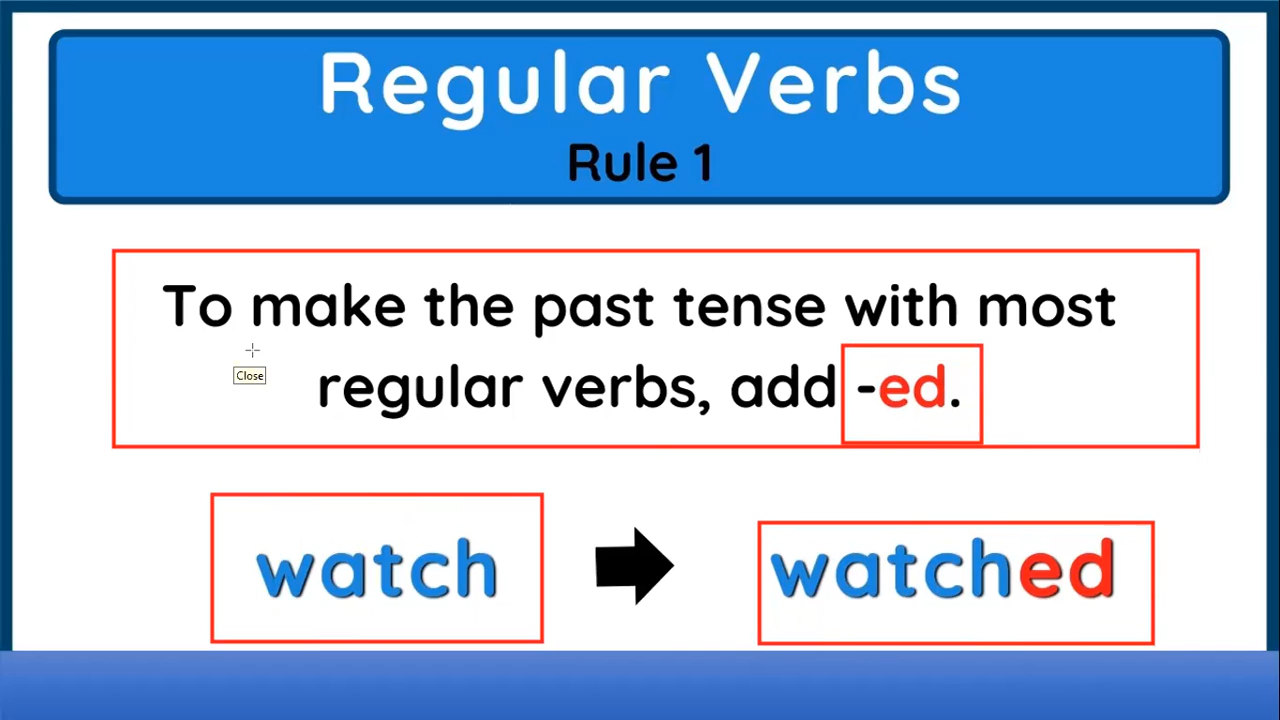 Regular Verbs
Rule 1
To make the past tense with most
regular verbs, add -ed.
Close
watch
watched